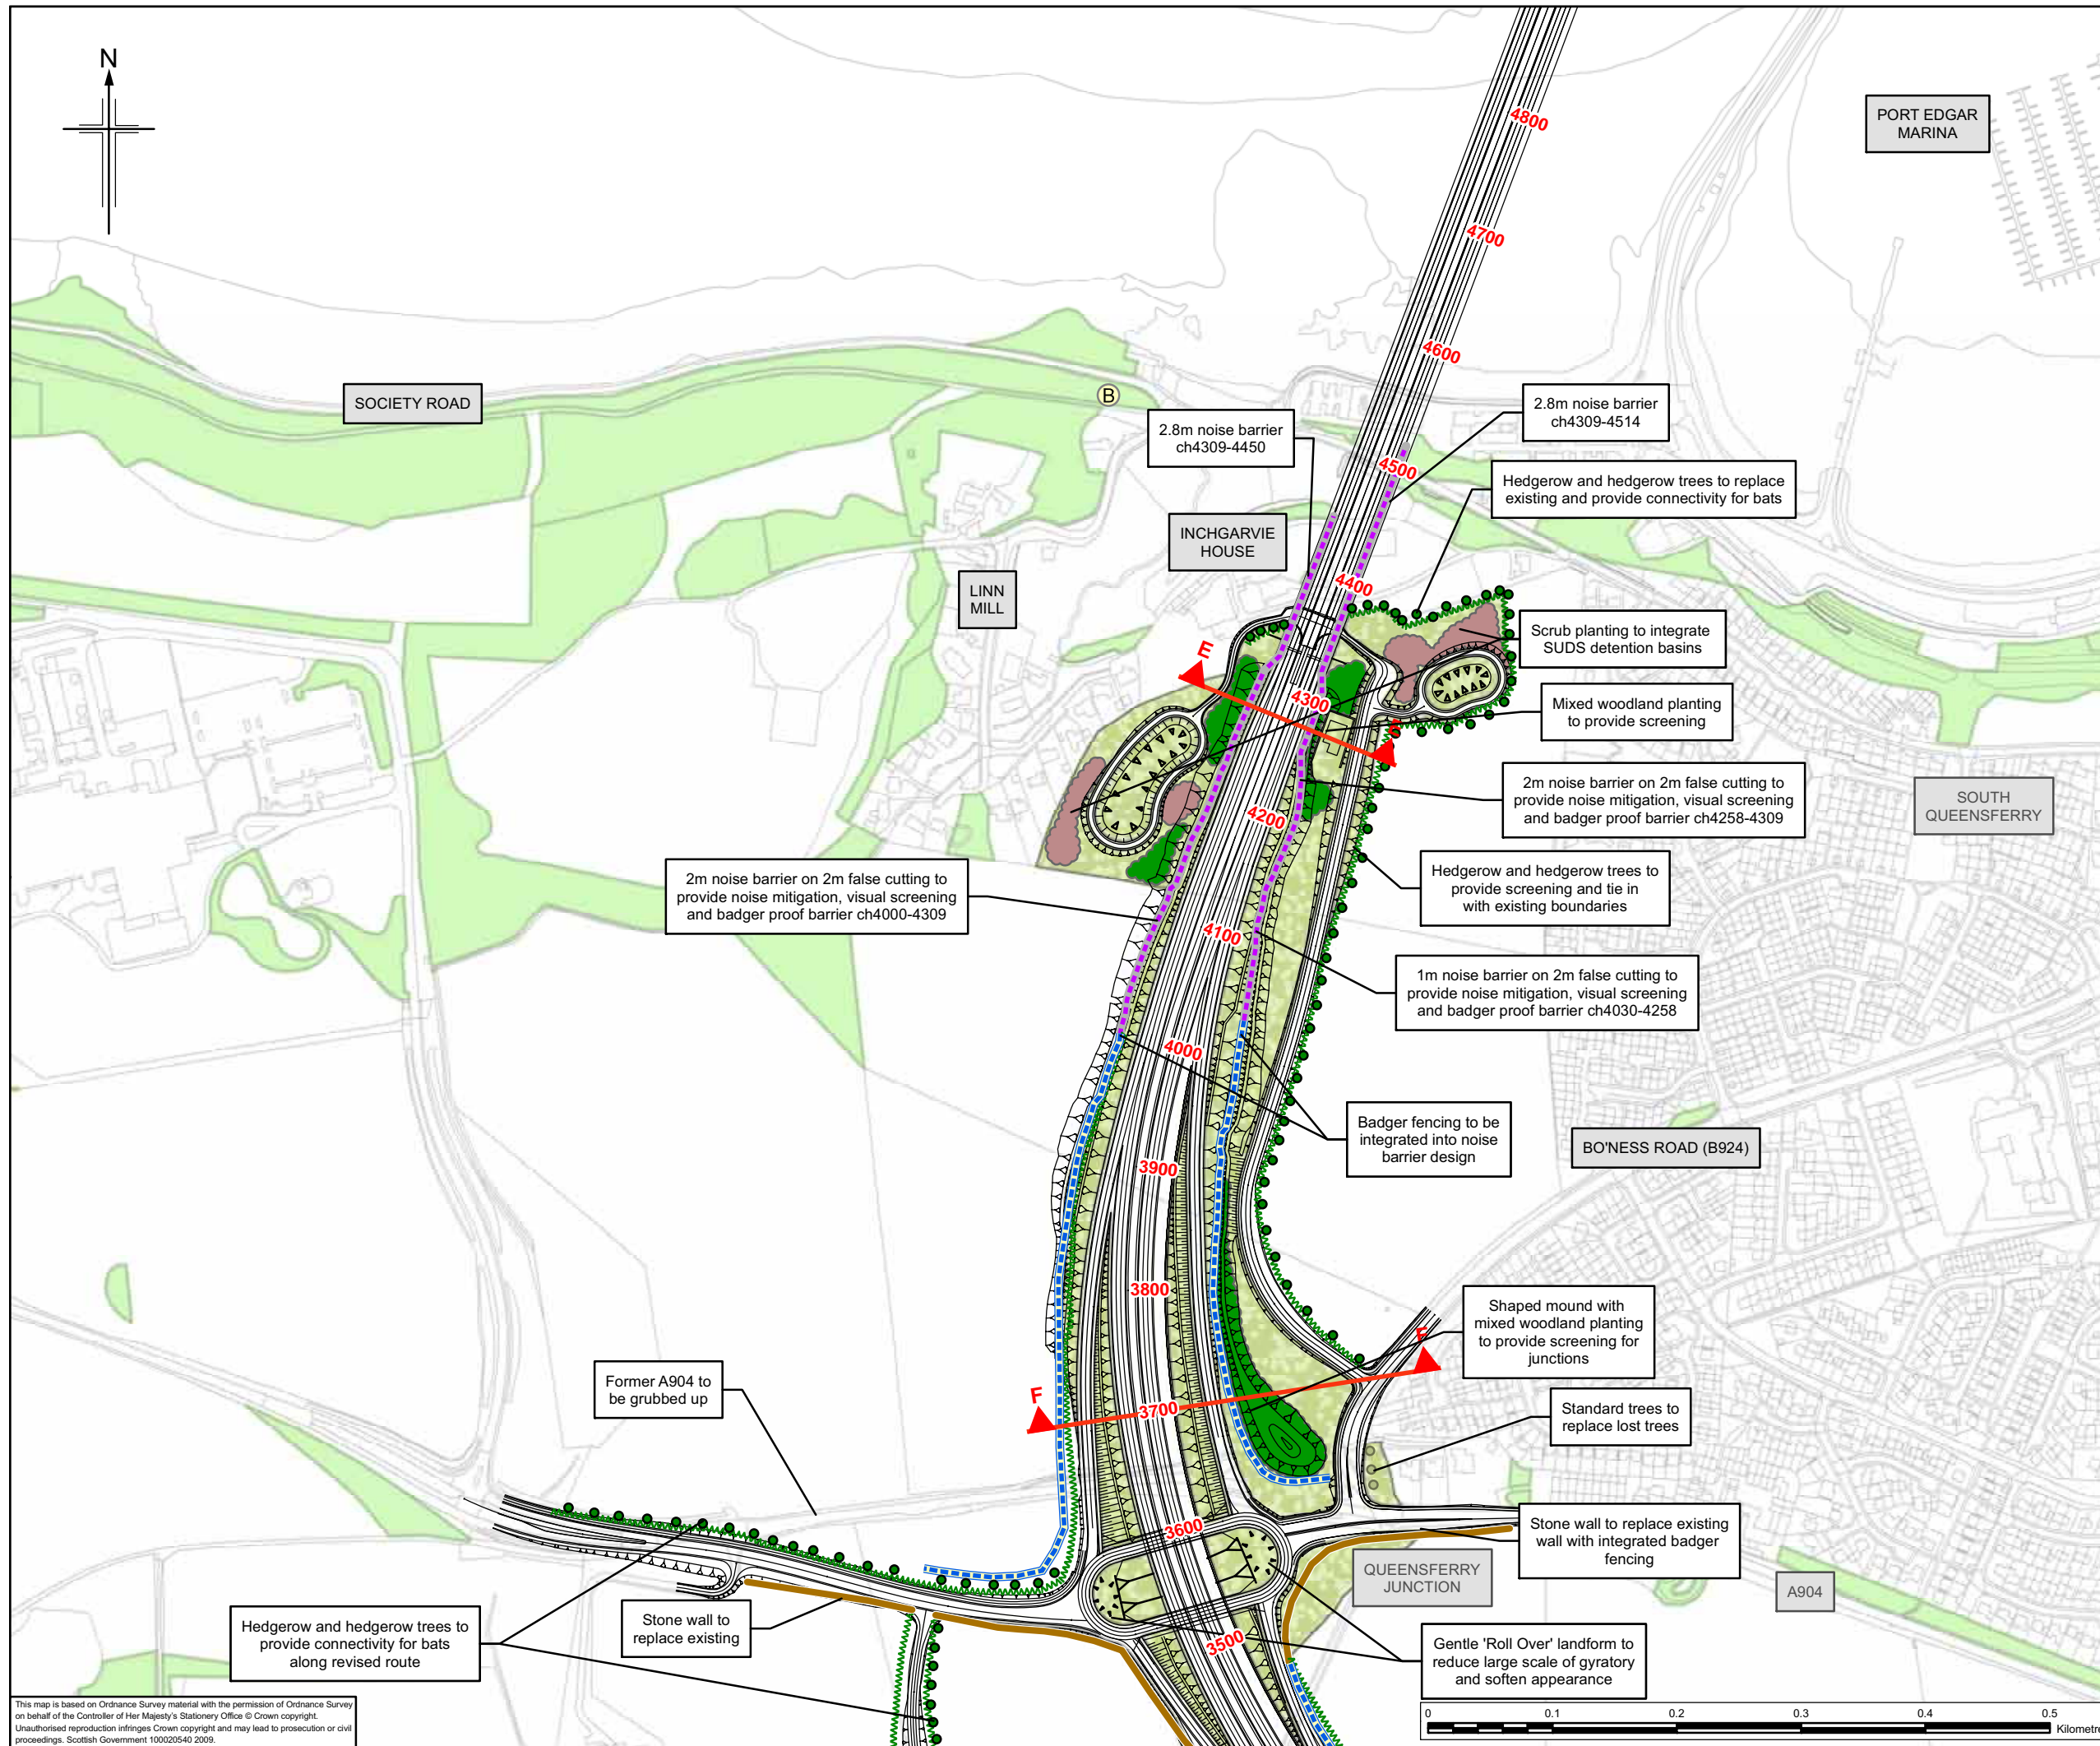 N
PORT EDGAR
MARINA
4800
4700
4600
SOCIETY ROAD
B
2.8m noise barrier
ch4309-4514
2.8m noise barrier
ch4309-4450
4500
Hedgerow and hedgerow trees to replace
existing and provide connectivity for bats
INCHGARVIE
HOUSE
LINN
MILL
4400
Scrub planting to integrate
SUDS detention basins
E
4300
Mixed woodland planting
to provide screening
E
2m noise barrier on 2m false cutting to
provide noise mitigation, visual screening
and badger proof barrier ch4258-4309
SOUTH
QUEENSFERRY
4200
2m noise barrier on 2m false cutting to
provide noise mitigation, visual screening
and badger proof barrier ch4000-4309
Hedgerow and hedgerow trees to
provide screening and tie in
with existing boundaries
4100
1m noise barrier on 2m false cutting to
provide noise mitigation, visual screening
and badger proof barrier ch4030-4258
4000
Badger fencing to be
integrated into noise
barrier design
BO'NESS ROAD (B924)
3900
3800
Shaped mound with
mixed woodland planting
to provide screening for
junctions
F
Former A904 to
be grubbed up
F
3700
Standard trees to
replace lost trees
3600
Stone wall to replace existing
wall with integrated badger
fencing
QUEENSFERRY
JUNCTION
A904
Hedgerow and hedgerow trees to
provide connectivity for bats
along revised route
Stone wall to
replace existing
3500
Gentle 'Roll Over' landform to
reduce large scale of gyratory
and soften appearance
This map is based on Ordnance Survey material with the permission of Ordnance Survey
on behalf of the Controller of Her Majesty's Stationery Office © Crown copyright.
Unauthorised reproduction infringes Crown copyright and may lead to prosecution or civil
proceedings. Scottish Government 100020540 2009.
0 0.1 0.2 0.3 0.4 0.5
Kilometre